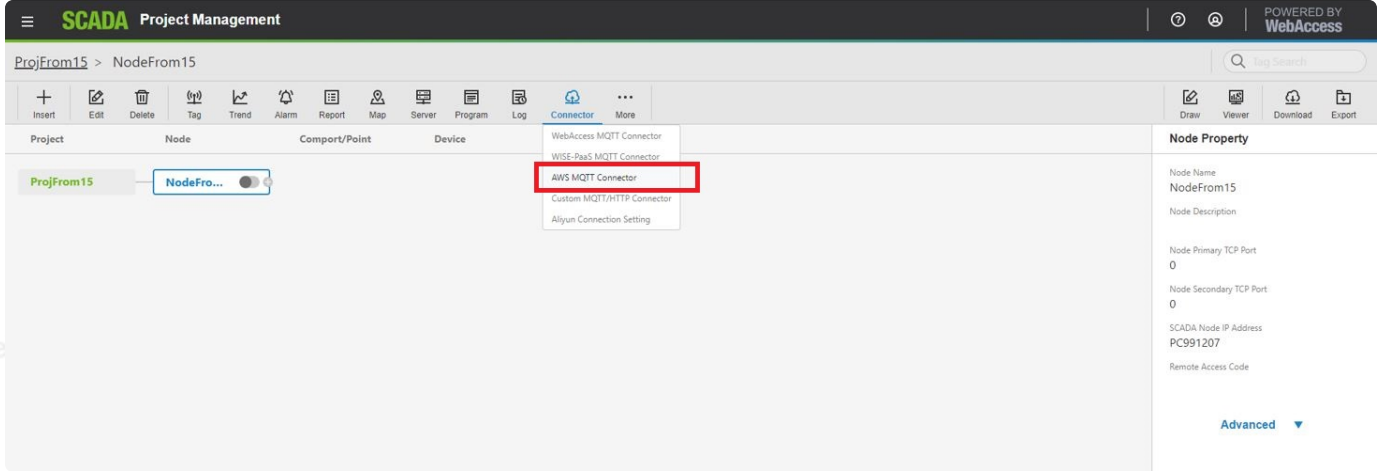 SCADA Project Management
POWERED BY
WebAccess
ProjFrom15 > NodeFrom15
Tag Search
Insert Edit Delete Tag Trend Alarm Report Map Server Program Log Connector More
Draw Viewer Download Export
Project Node Comport/Point Device
WebAccess MQTT Connector
WISE-PaaS MQTT Connector
AWS MQTT Connector
Custom MQTT/HTTP Connector
Aliyun Connection Setting
ProjFrom15
NodeFro...
Node Property
Node Name
NodeFrom15
Node Description
Node Primary TCP Port
0
Node Secondary TCP Port
0
SCADA Node IP Address
PC991207
Remote Access Code
Advanced